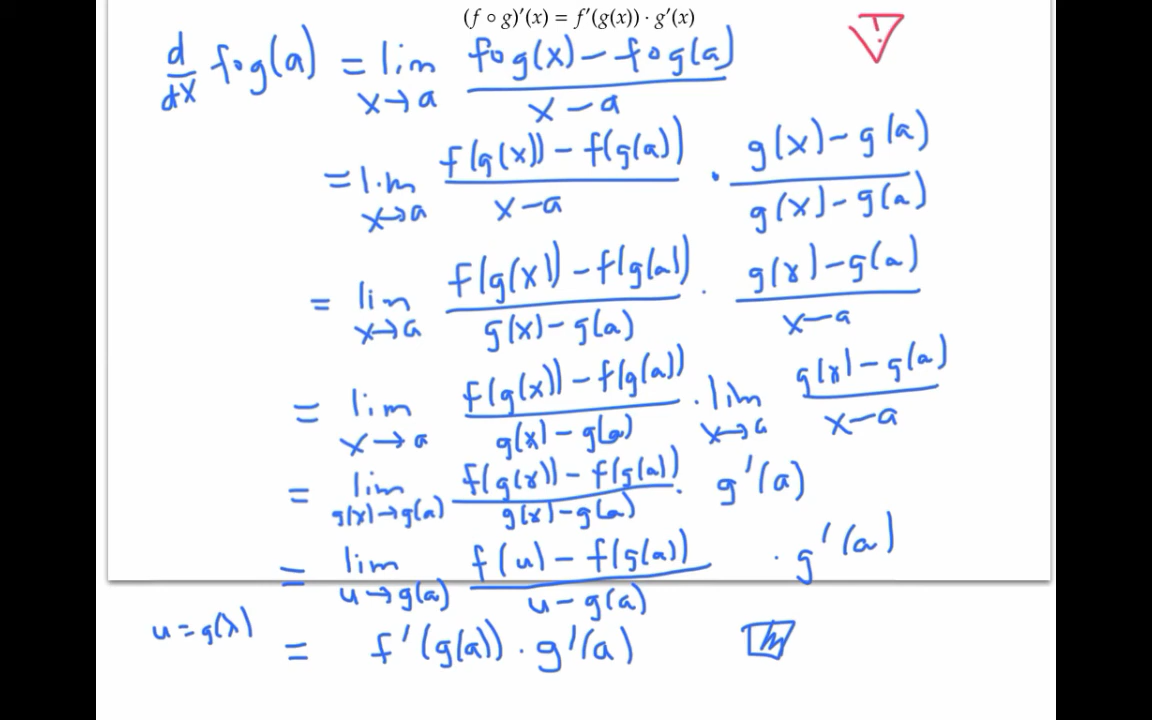 (f ∘ g)′(x) = f′(g(x)) · g′(x)
d/dx f∘g(a) = lim x→a (f∘g(x) − f∘g(a))/(x − a)
= lim x→a (f(g(x)) − f(g(a)))/(x − a) · (g(x) − g(a))/(g(x) − g(a))
= lim x→a (f(g(x)) − f(g(a)))/(g(x) − g(a)) · (g(x) − g(a))/(x − a)
= lim x→a (f(g(x)) − f(g(a)))/(g(x) − g(a)) · lim x→a (g(x) − g(a))/(x − a)
= lim g(x)→g(a) (f(g(x)) − f(g(a)))/(g(x) − g(a)) · g′(a)
= lim u→g(a) (f(u) − f(g(a)))/(u − g(a)) · g′(a)
u = g(x)
= f′(g(a)) · g′(a)